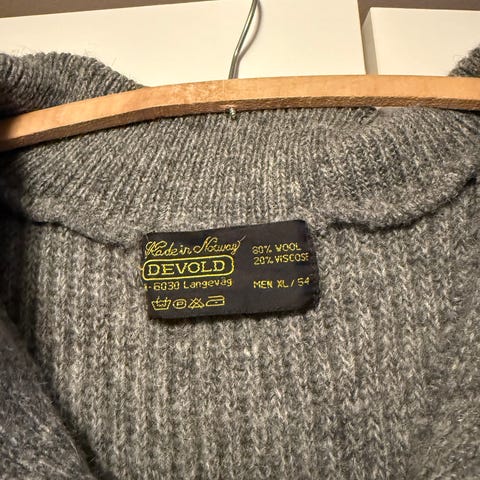 Made in Norway
DEVOLD
-6030 Langevåg
80% WOOL
20% VISCOSE
MEN XL / 54